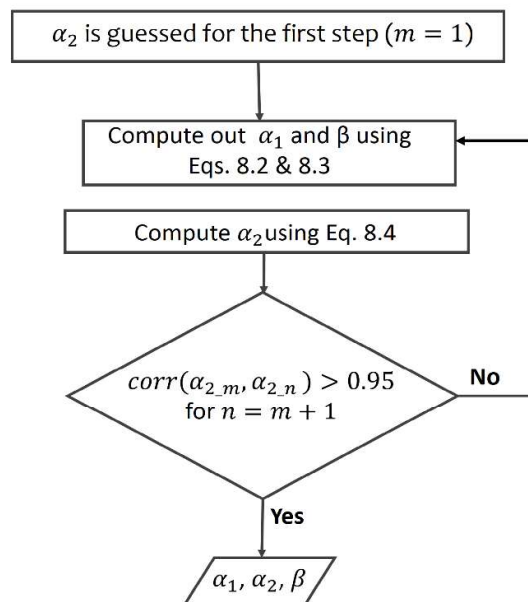 α₂ is guessed for the first step (m = 1)
Compute out α₁ and β using
Eqs. 8.2 & 8.3
Compute α₂ using Eq. 8.4
corr(α₂_m, α₂_n) > 0.95
for n = m + 1
No
Yes
α₁, α₂, β